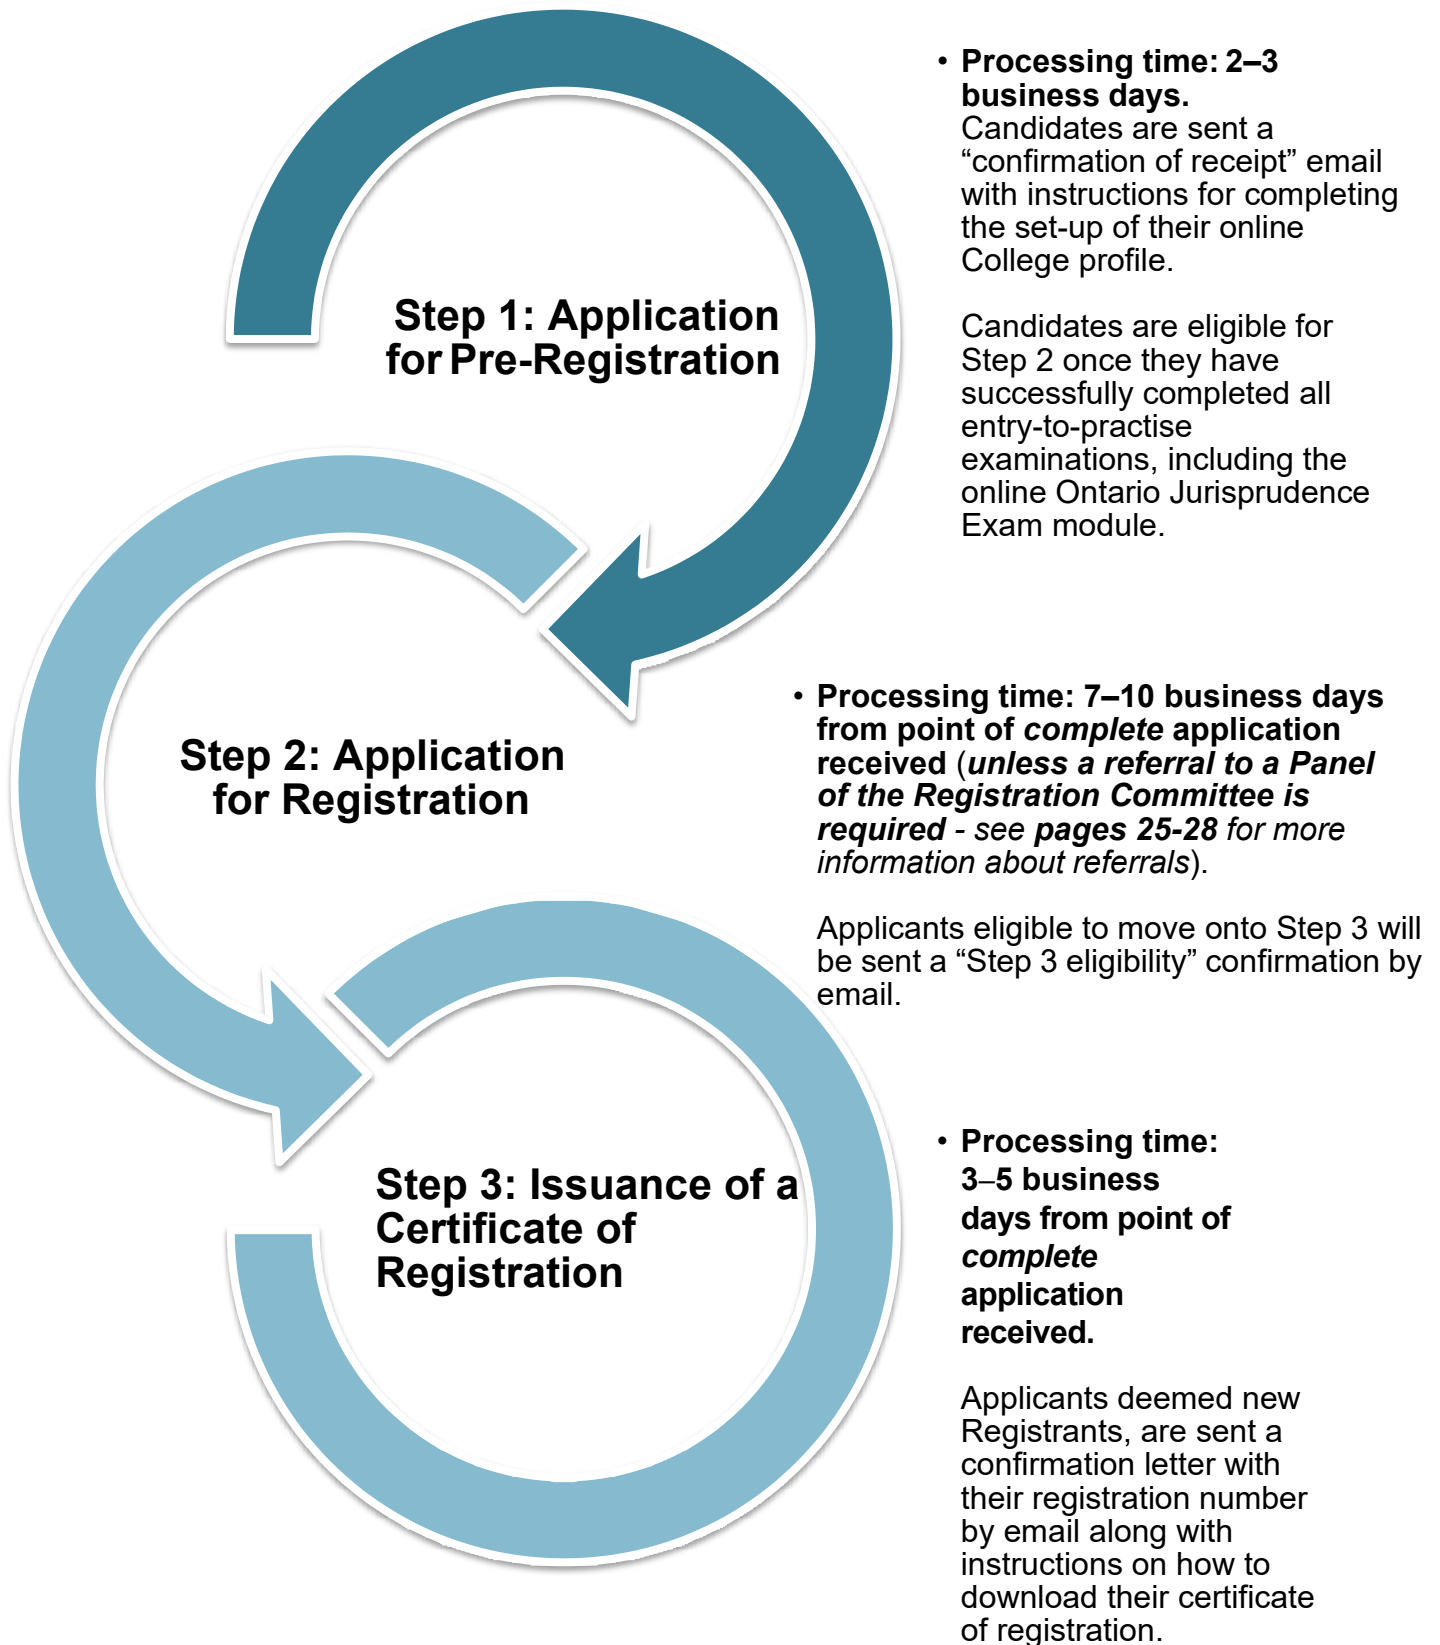 Step 1: Application
for Pre-Registration
• Processing time: 2–3
business days.
Candidates are sent a
“confirmation of receipt” email
with instructions for completing
the set-up of their online
College profile.
Candidates are eligible for
Step 2 once they have
successfully completed all
entry-to-practise
examinations, including the
online Ontario Jurisprudence
Exam module.
Step 2: Application
for Registration
• Processing time: 7–10 business days
from point of complete application
received (unless a referral to a Panel
of the Registration Committee is
required - see pages 25-28 for more
information about referrals).
Applicants eligible to move onto Step 3 will
be sent a “Step 3 eligibility” confirmation by
email.
Step 3: Issuance of a
Certificate of
Registration
• Processing time:
3–5 business
days from point of
complete
application
received.
Applicants deemed new
Registrants, are sent a
confirmation letter with
their registration number
by email along with
instructions on how to
download their certificate
of registration.